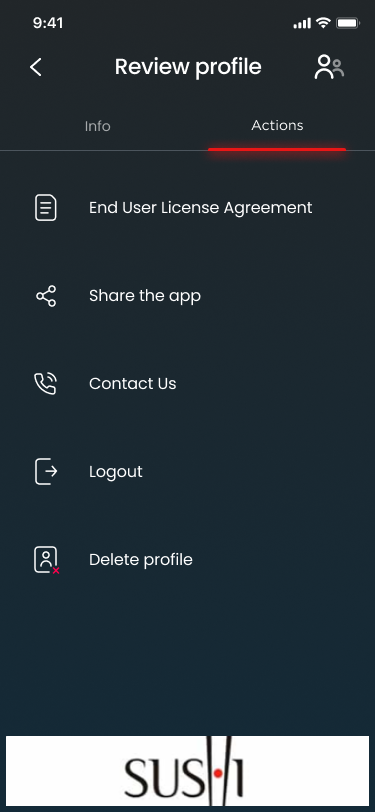 9:41
Review profile
Info
Actions
End User License Agreement
Share the app
Contact Us
Logout
Delete profile
SUSHI